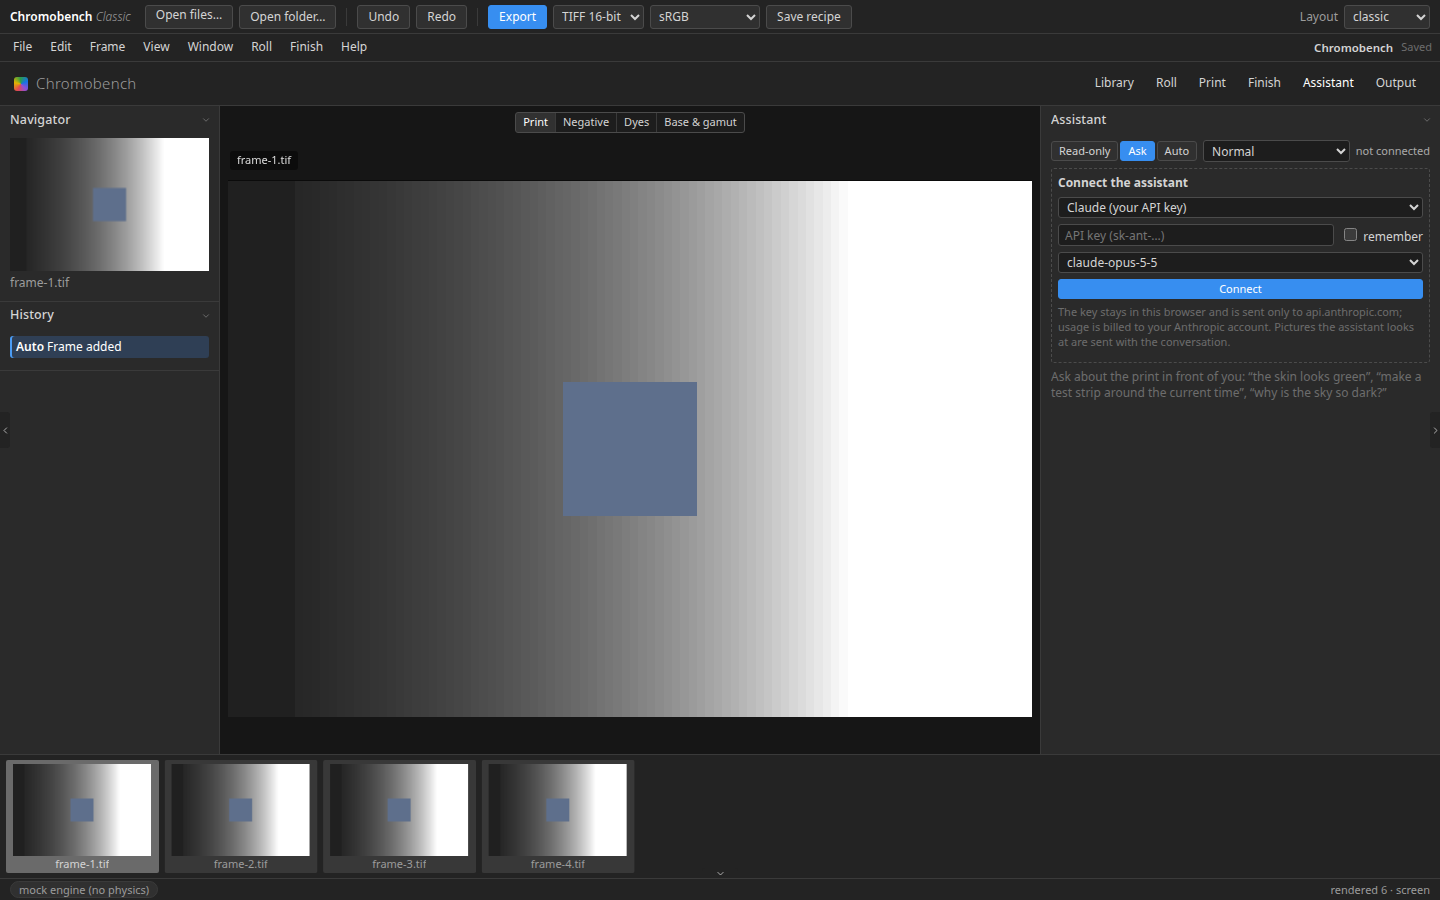 Chromobench Classic Open files... Open folder... Undo Redo Export TIFF 16-bit sRGB Save recipe Layout classic
File Edit Frame View Window Roll Finish Help Chromobench Saved
Chromobench Library Roll Print Finish Assistant Output
Navigator
frame-1.tif
History
Auto Frame added
Print Negative Dyes Base & gamut
frame-1.tif
Assistant
Read-only Ask Auto Normal not connected
Connect the assistant
Claude (your API key)
API key (sk-ant-...) remember
claude-opus-5-5
Connect
The key stays in this browser and is sent only to api.anthropic.com;
usage is billed to your Anthropic account. Pictures the assistant looks
at are sent with the conversation.
Ask about the print in front of you: “the skin looks green”, “make a
test strip around the current time”, “why is the sky so dark?”
frame-1.tif frame-2.tif frame-3.tif frame-4.tif
mock engine (no physics) rendered 6 · screen